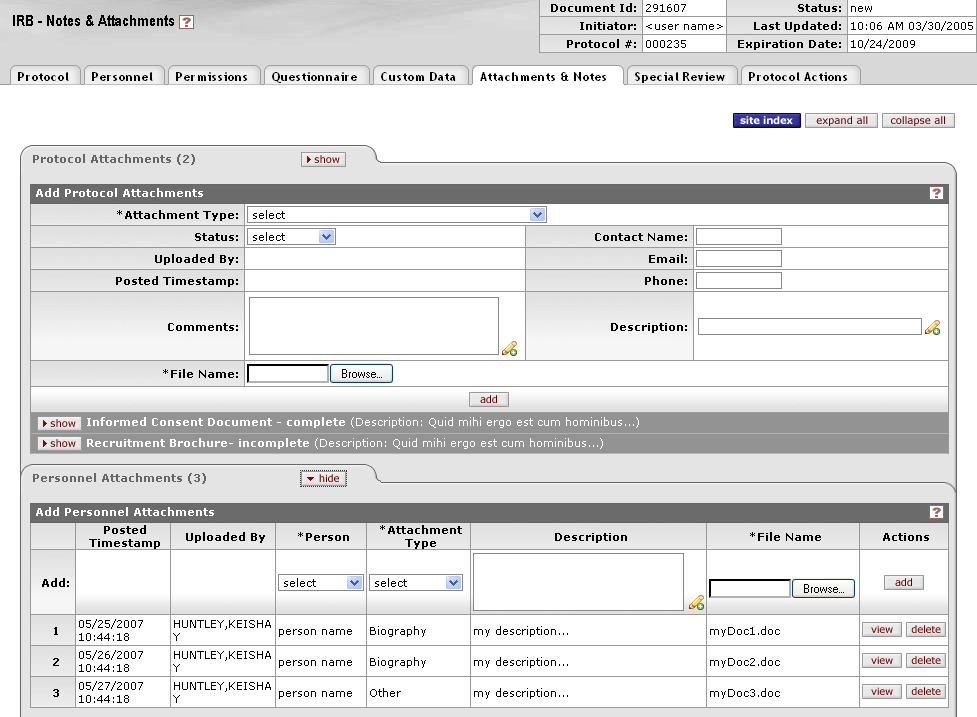 IRB - Notes & Attachments ?
Document Id: 291607 Status: new
Initiator: <user name> Last Updated: 10:06 AM 03/30/2005
Protocol #: 000235 Expiration Date: 10/24/2009
Protocol Personnel Permissions Questionnaire Custom Data Attachments & Notes Special Review Protocol Actions
site index expand all collapse all
Protocol Attachments (2) show
Add Protocol Attachments ?
*Attachment Type: select
Status: select Contact Name:
Uploaded By: Email:
Posted Timestamp: Phone:
Comments: Description:
*File Name: Browse...
add
show Informed Consent Document - complete (Description: Quid mihi ergo est cum hominibus...)
show Recruitment Brochure- incomplete (Description: Quid mihi ergo est cum hominibus...)
Personnel Attachments (3) hide
Add Personnel Attachments ?
Posted Timestamp Uploaded By *Person *Attachment Type Description *File Name Actions
Add: select select Browse... add
1 05/25/2007 10:44:18 HUNTLEY,KEISHAY person name Biography my description... myDoc1.doc view delete
2 05/26/2007 10:44:18 HUNTLEY,KEISHAY person name Biography my description... myDoc2.doc view delete
3 05/27/2007 10:44:18 HUNTLEY,KEISHAY person name Other my description... myDoc3.doc view delete